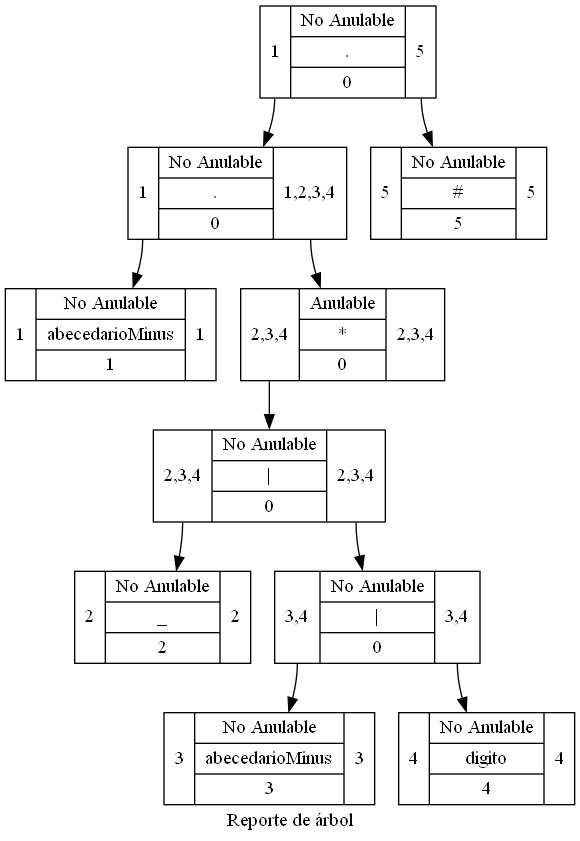 No Anulable
1 . 5
0
No Anulable
1 . 1,2,3,4
0
No Anulable
5 # 5
5
No Anulable
1 abecedarioMinus 1
1
Anulable
2,3,4 * 2,3,4
0
No Anulable
2,3,4 | 2,3,4
0
No Anulable
2 _ 2
2
No Anulable
3,4 | 3,4
0
No Anulable
3 abecedarioMinus 3
3
No Anulable
4 digito 4
4
Reporte de árbol